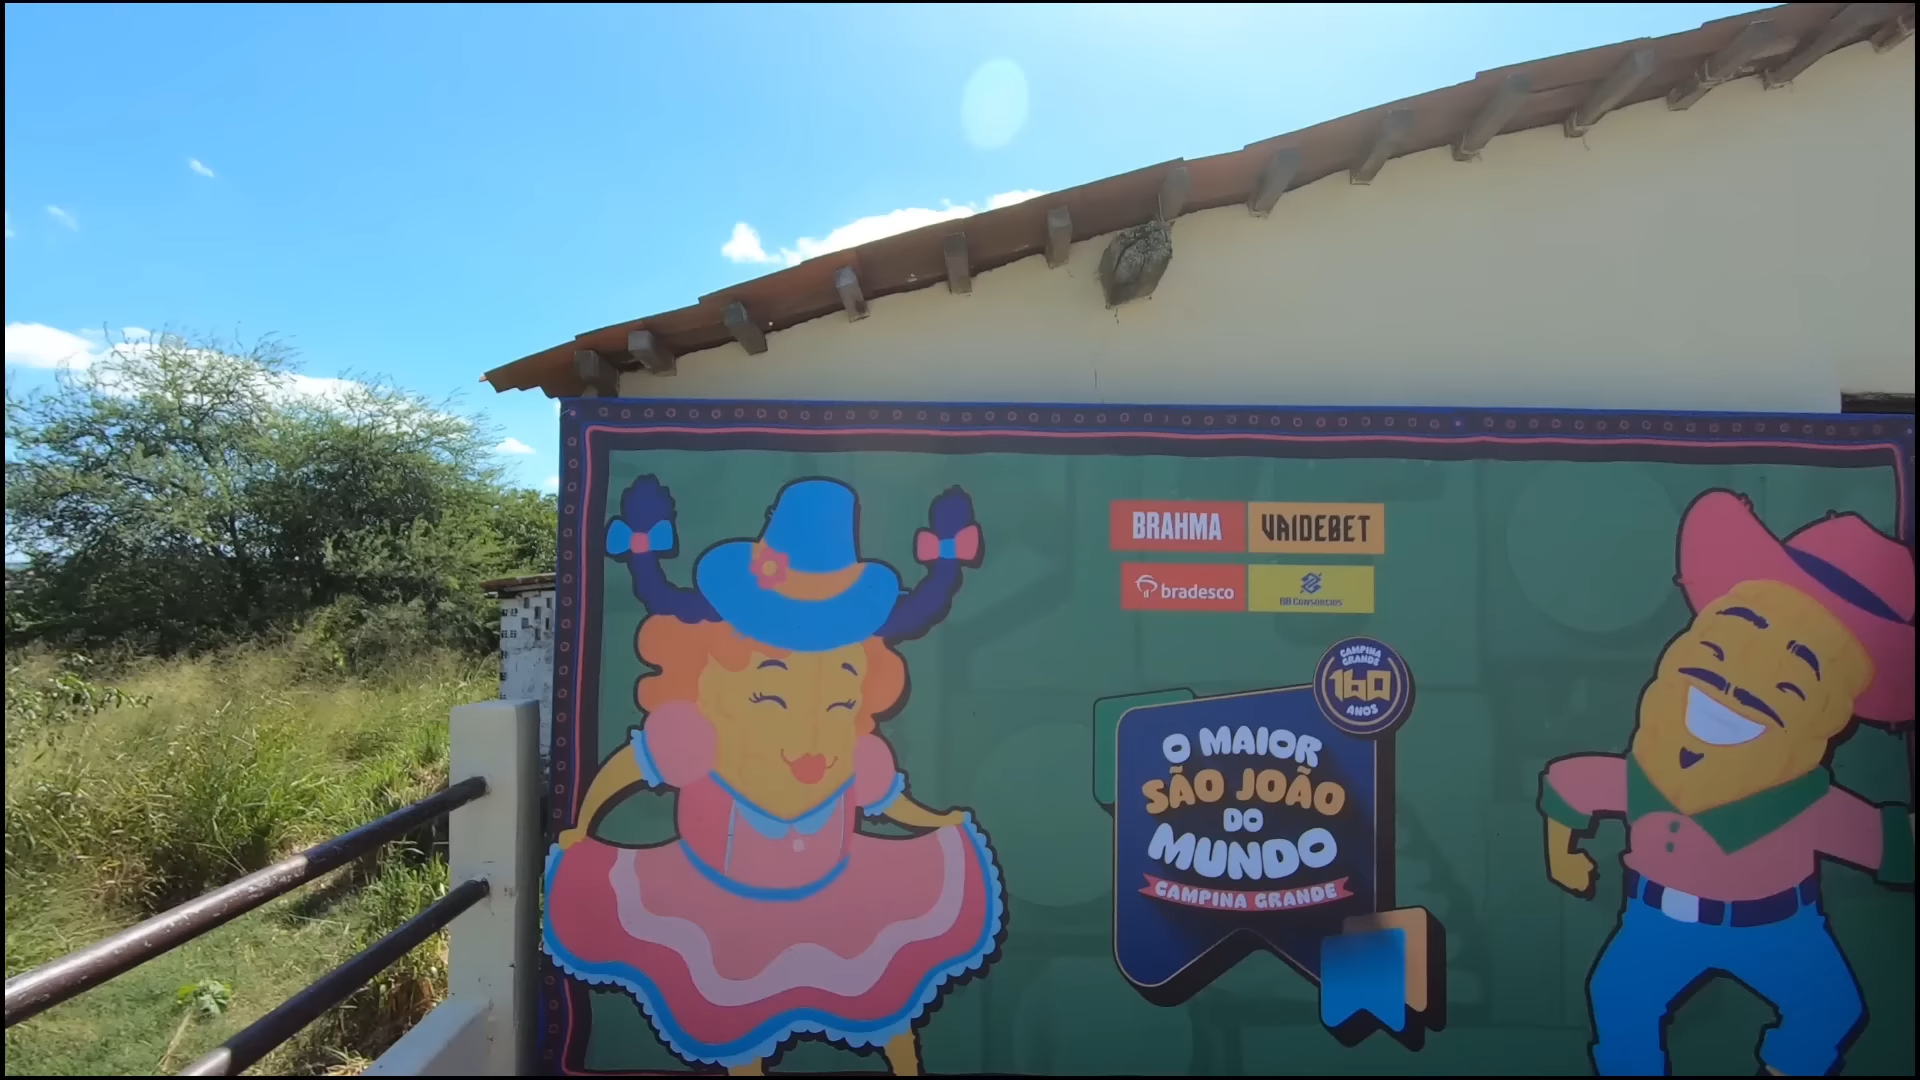 BRAHMA
VAIDEBET
bradesco
BB CONSÓRCIOS
CAMPINA
GRANDE
160
ANOS
O MAIOR
SÃO JOÃO
DO
MUNDO
CAMPINA GRANDE